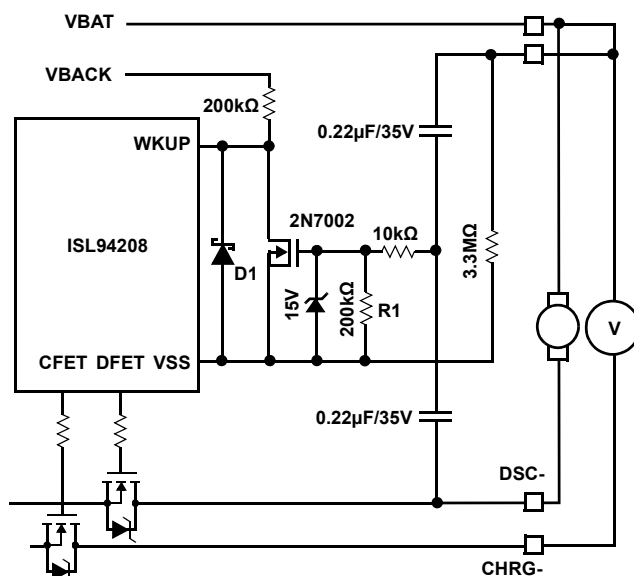 VBAT
VBACK
200kΩ
0.22µF/35V
WKUP
2N7002
10kΩ
3.3MΩ
ISL94208
D1
15V
200kΩ
R1
V
CFET DFET VSS
0.22µF/35V
DSC-
CHRG-